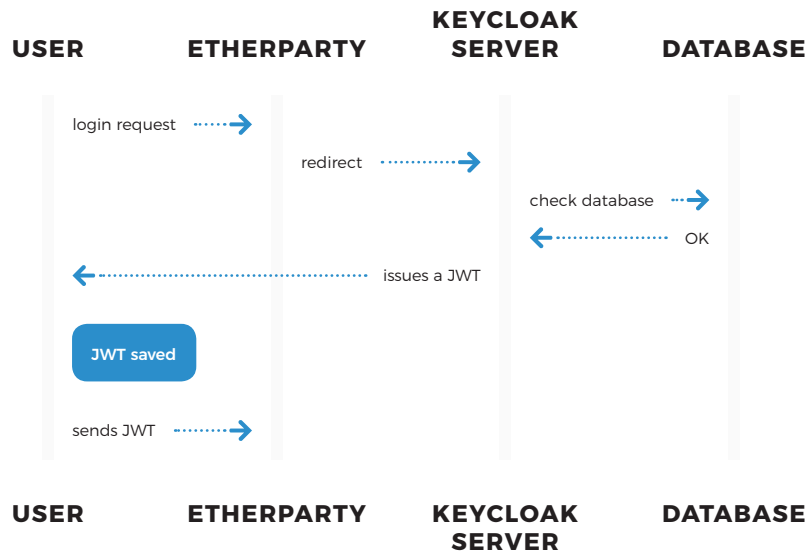 USER ETHERPARTY KEYCLOAK SERVER DATABASE
login request
redirect
check database
OK
issues a JWT
JWT saved
sends JWT
USER ETHERPARTY KEYCLOAK SERVER DATABASE